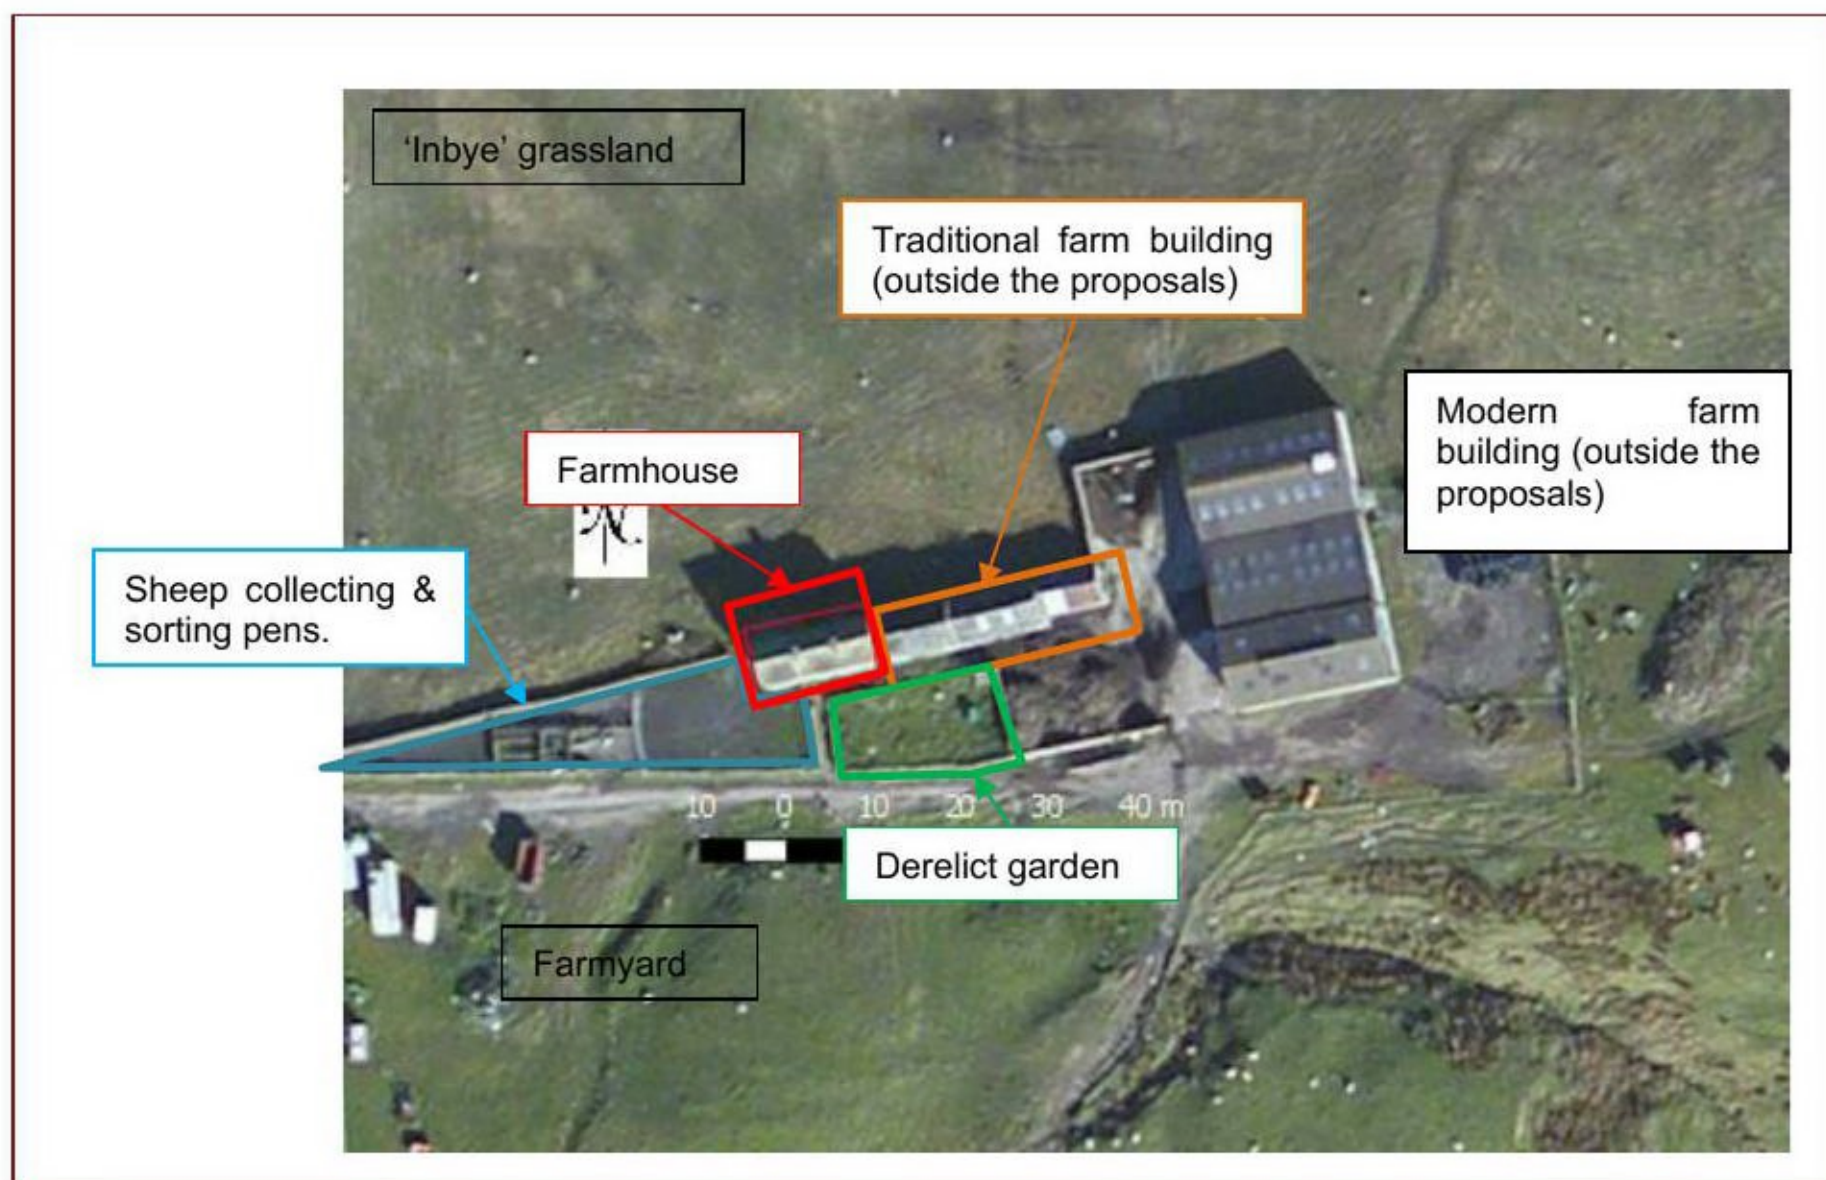 ‘Inbye’ grassland
Traditional farm building
(outside the proposals)
Modern farm
building (outside the
proposals)
Farmhouse
Sheep collecting &
sorting pens.
10 0 10 20 30 40 m
Derelict garden
Farmyard